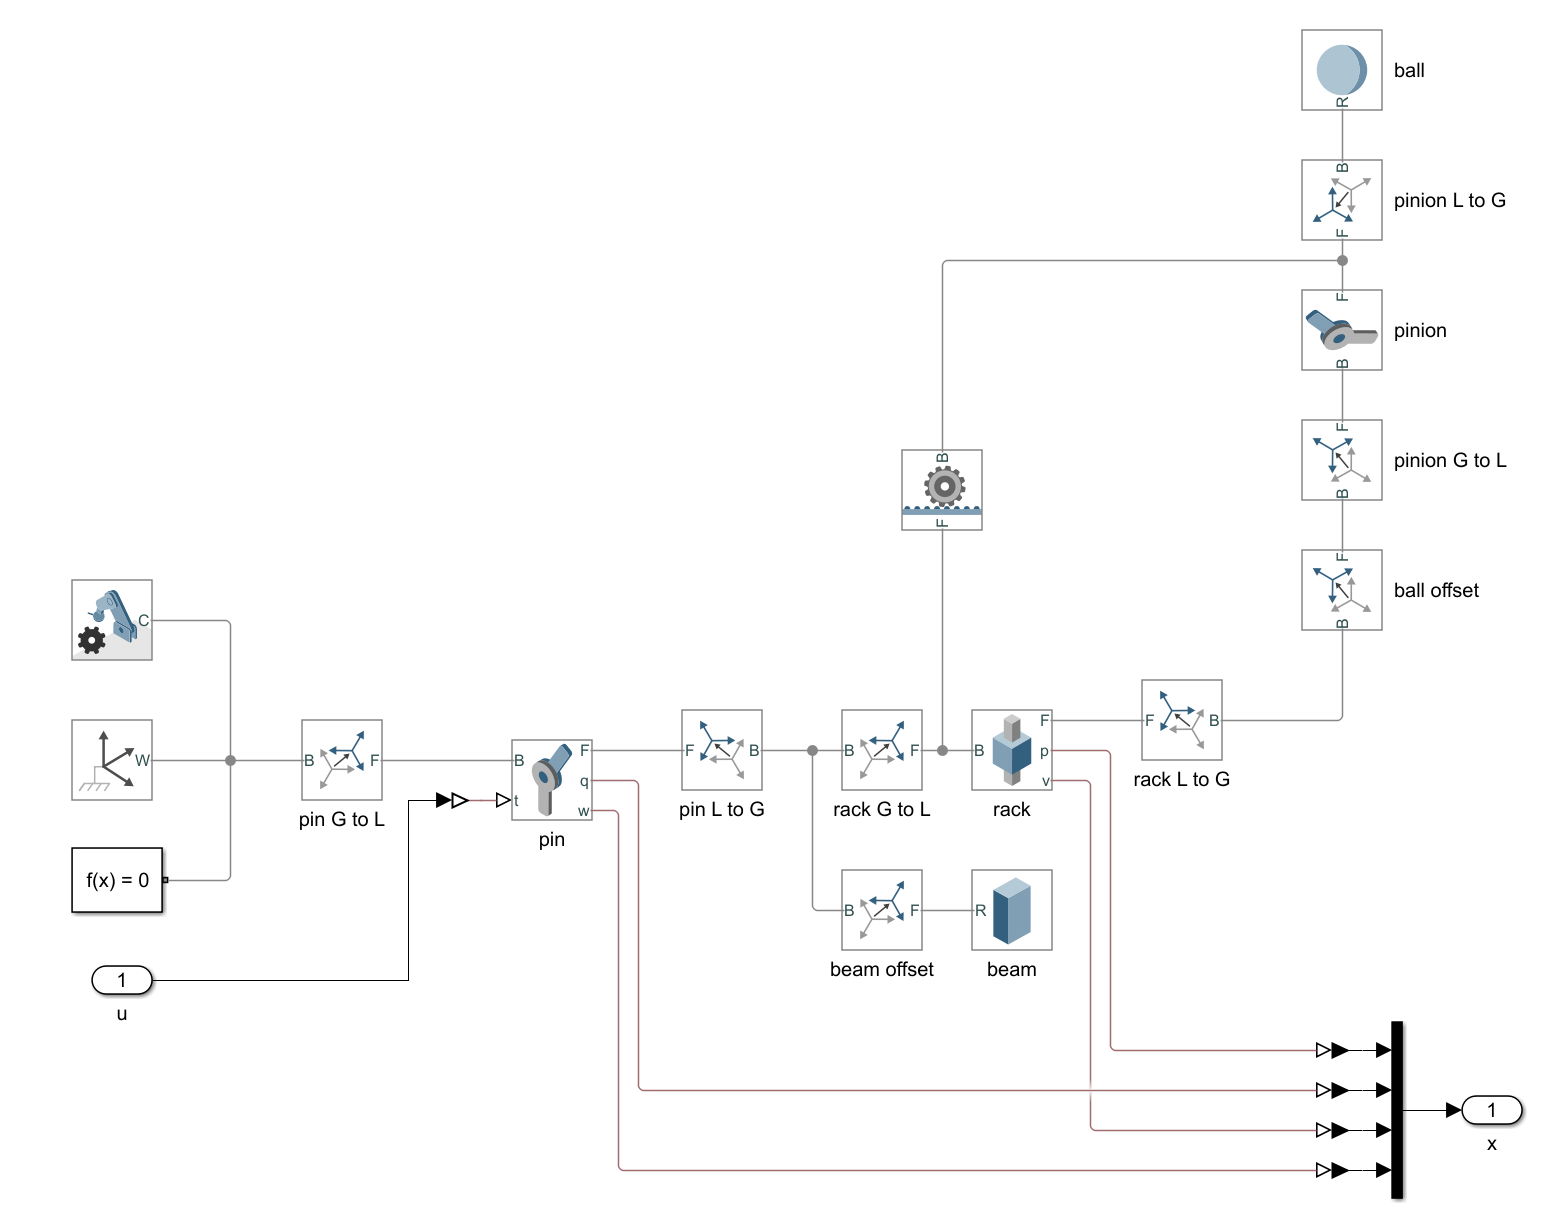 R
ball
B
pinion L to G
F
F
pinion
B
F
pinion G to L
B
B
F
F
ball offset
B
C
W
B
F
pin G to L
f(x) = 0
B
F
t
q
w
pin
F
B
pin L to G
B
F
rack G to L
B
F
p
v
rack
F
B
rack L to G
B
F
beam offset
R
beam
1
u
1
x